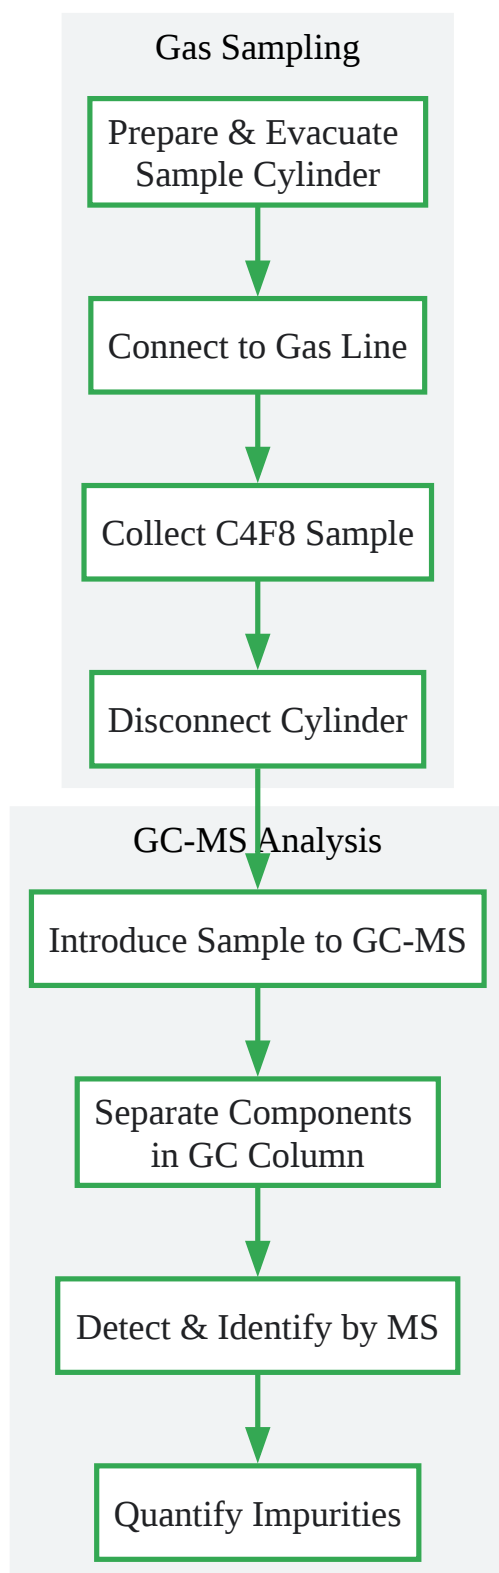 Gas Sampling
Prepare & Evacuate
Sample Cylinder
Connect to Gas Line
Collect C4F8 Sample
Disconnect Cylinder
GC-MS Analysis
Introduce Sample to GC-MS
Separate Components
in GC Column
Detect & Identify by MS
Quantify Impurities